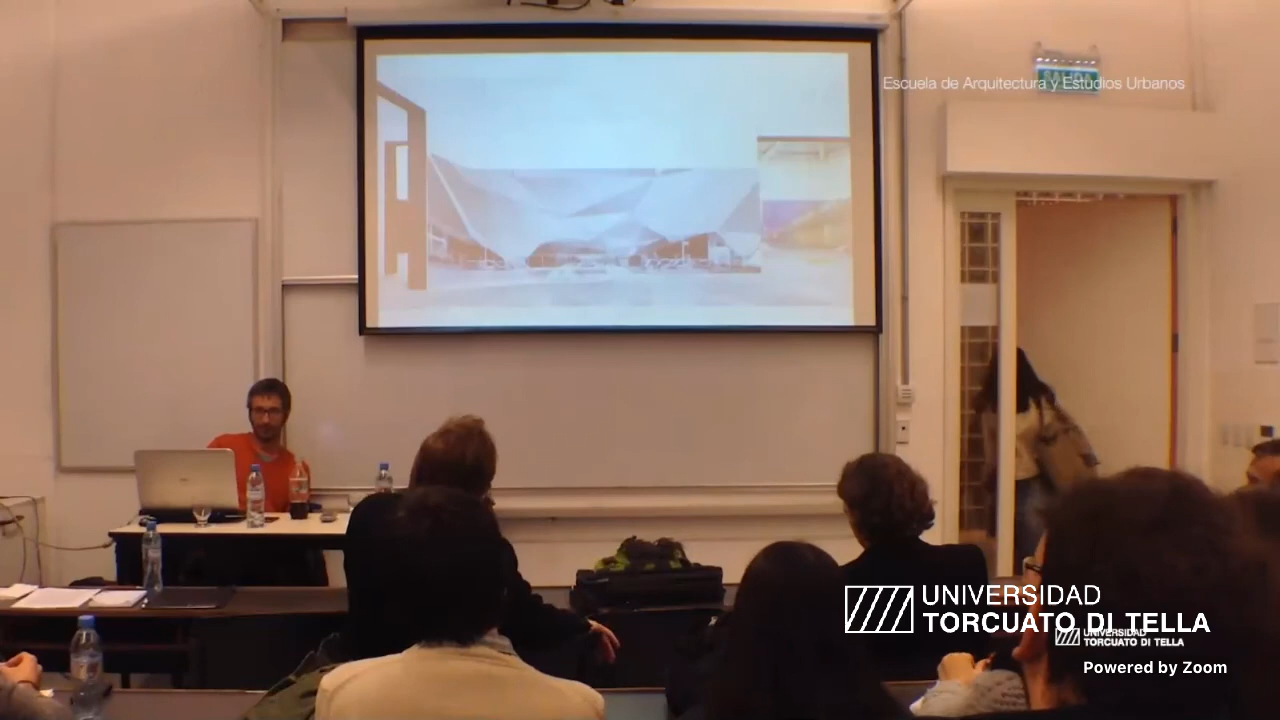 Escuela de Arquitectura y Estudios Urbanos
SALIDA
UNIVERSIDAD
TORCUATO DI TELLA
UNIVERSIDAD
TORCUATO DI TELLA
Powered by Zoom